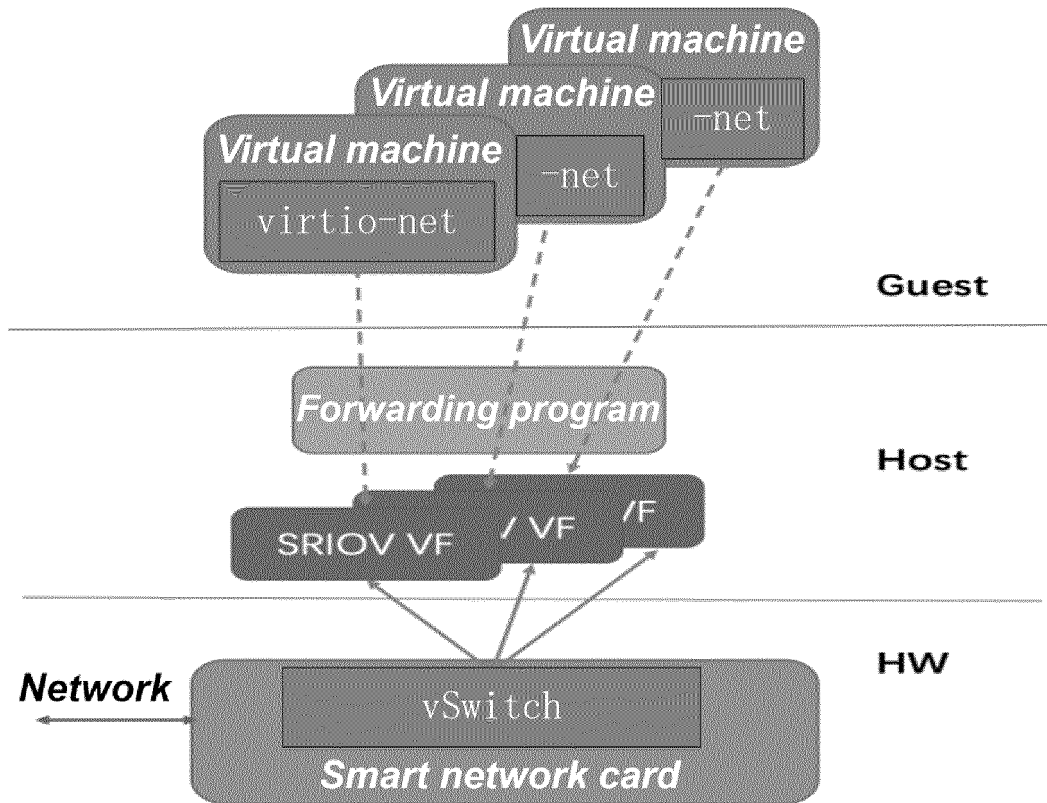 Virtual machine
-net
Virtual machine
-net
Virtual machine
virtio-net
Guest
Forwarding program
Host
SRIOV VF
/ VF
/F
HW
Network
vSwitch
Smart network card